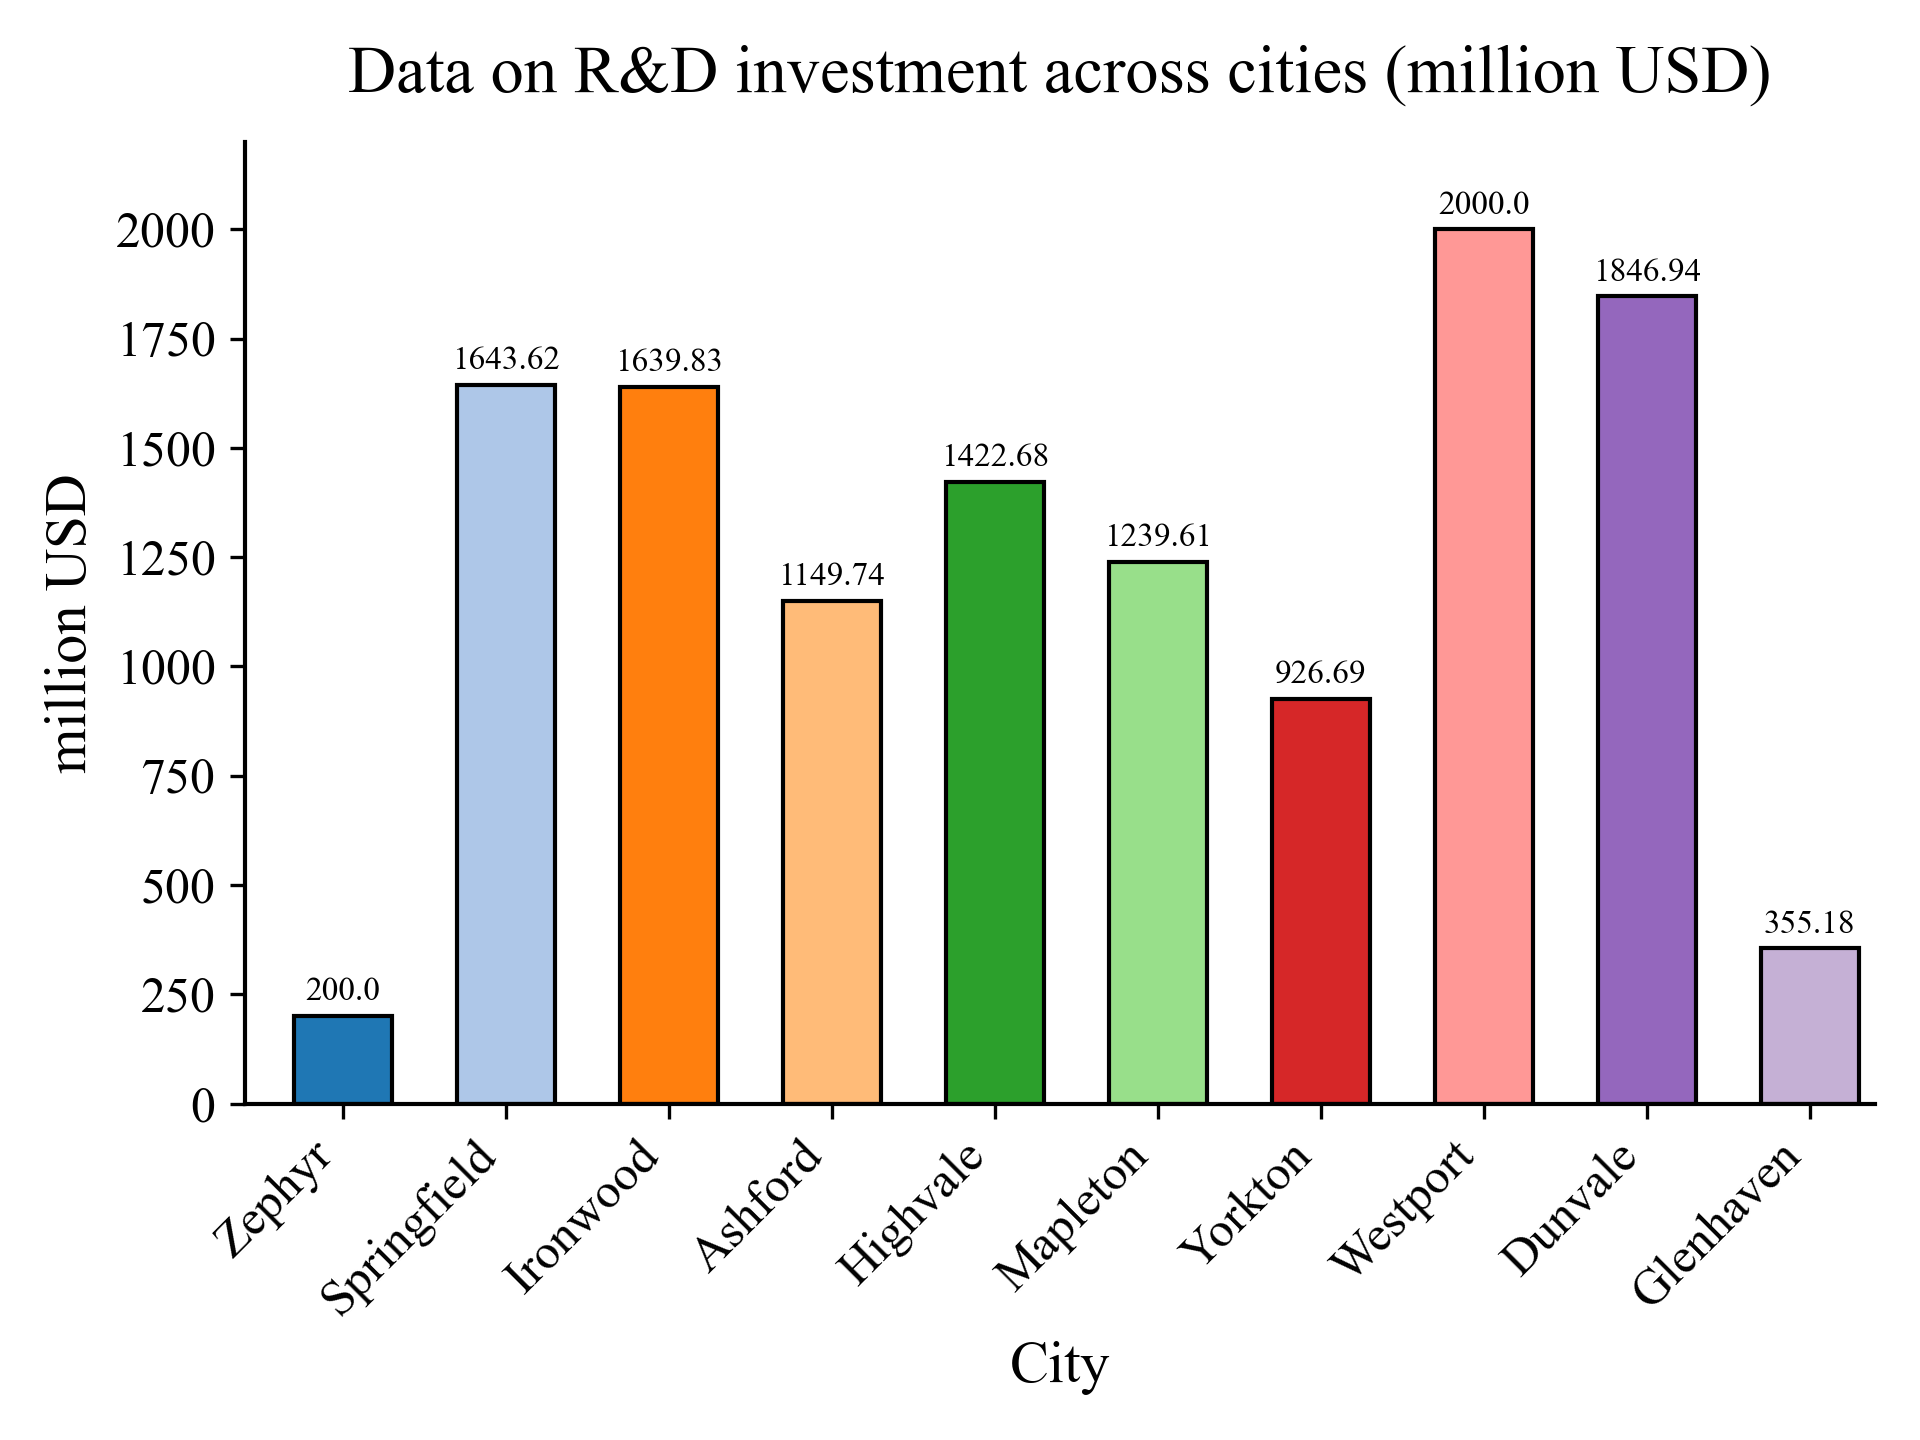 Data on R&D investment across cities (million USD)
million USD
2000
1750
1500
1250
1000
750
500
250
0
200.0
1643.62
1639.83
1149.74
1422.68
1239.61
926.69
2000.0
1846.94
355.18
Zephyr
Springfield
Ironwood
Ashford
Highvale
Mapleton
Yorkton
Westport
Dunvale
Glenhaven
City